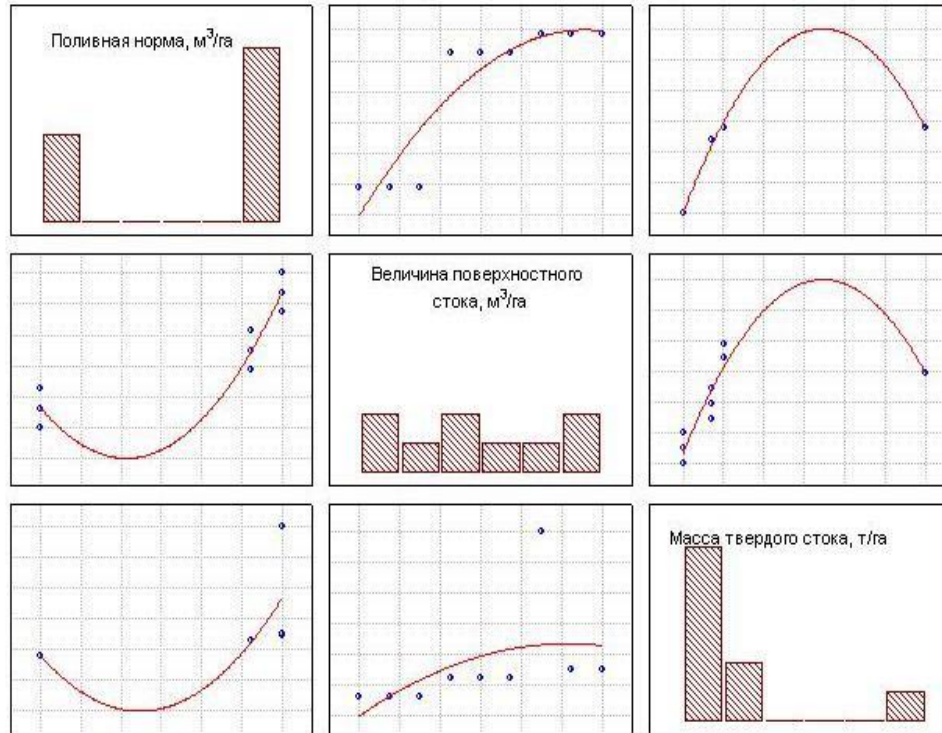 Поливная норма, м³/га
Величина поверхностного
стока, м³/га
Масса твердого стока, т/га